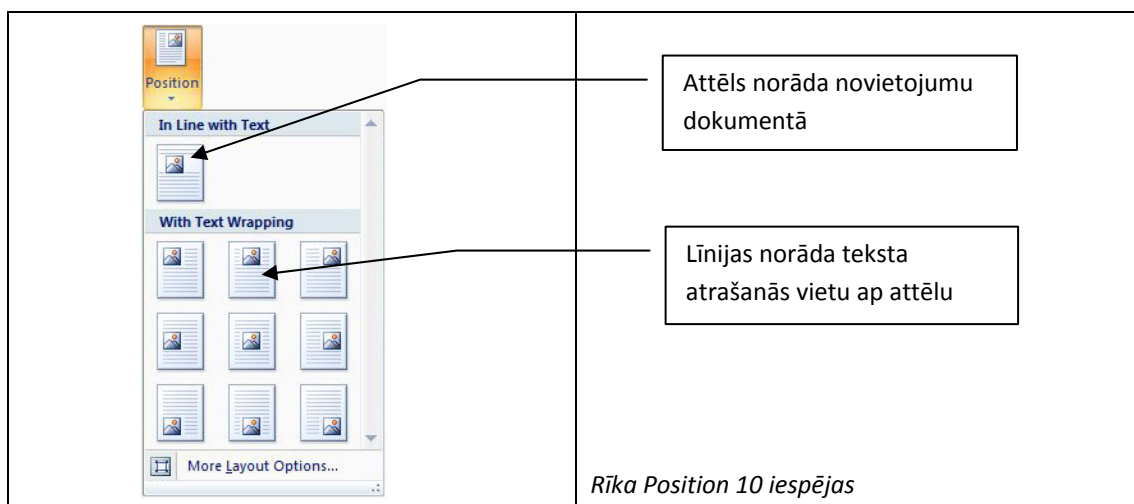 Position
In Line with Text
With Text Wrapping
More Layout Options...
Attēls norāda novietojumu
dokumentā
Līnijas norāda teksta
atrašanās vietu ap attēlu
Rīka Position 10 iespējas